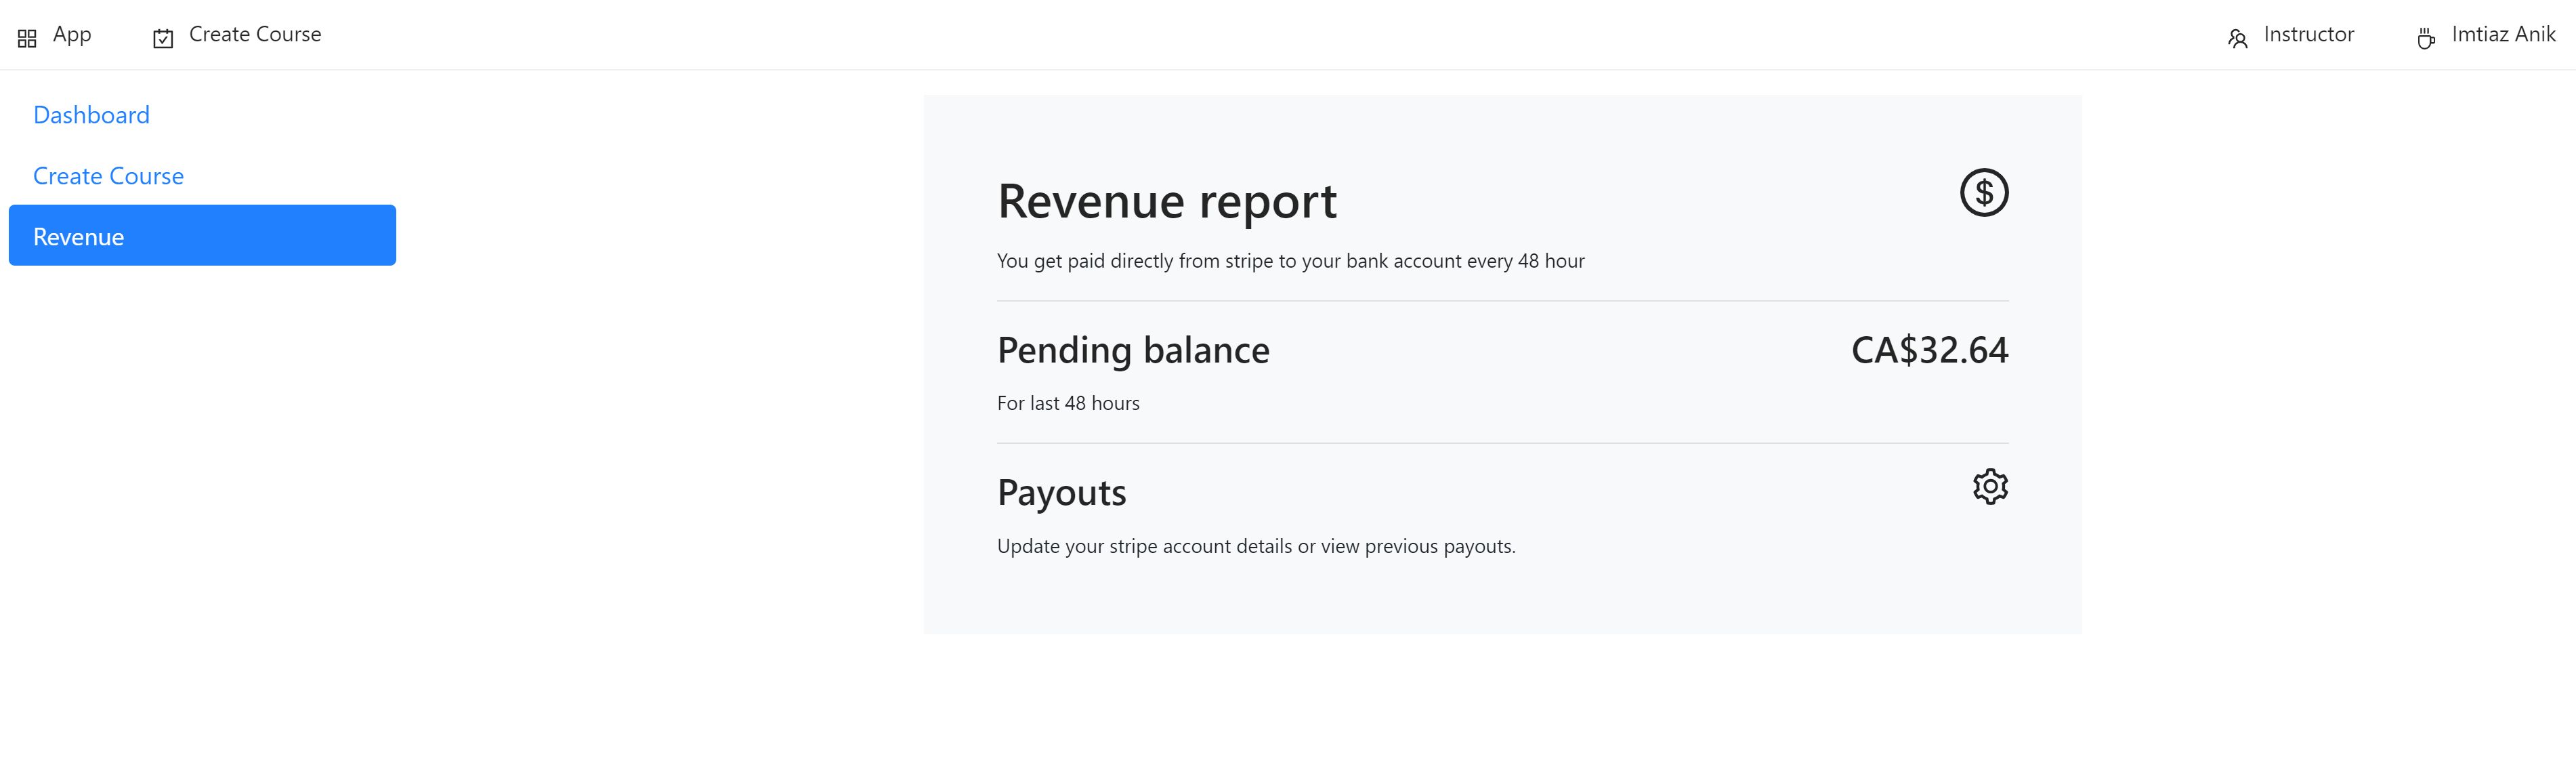 App
Create Course
Instructor
Imtiaz Anik
Dashboard
Create Course
Revenue
Revenue report
$
You get paid directly from stripe to your bank account every 48 hour
Pending balance
CA$32.64
For last 48 hours
Payouts
Update your stripe account details or view previous payouts.